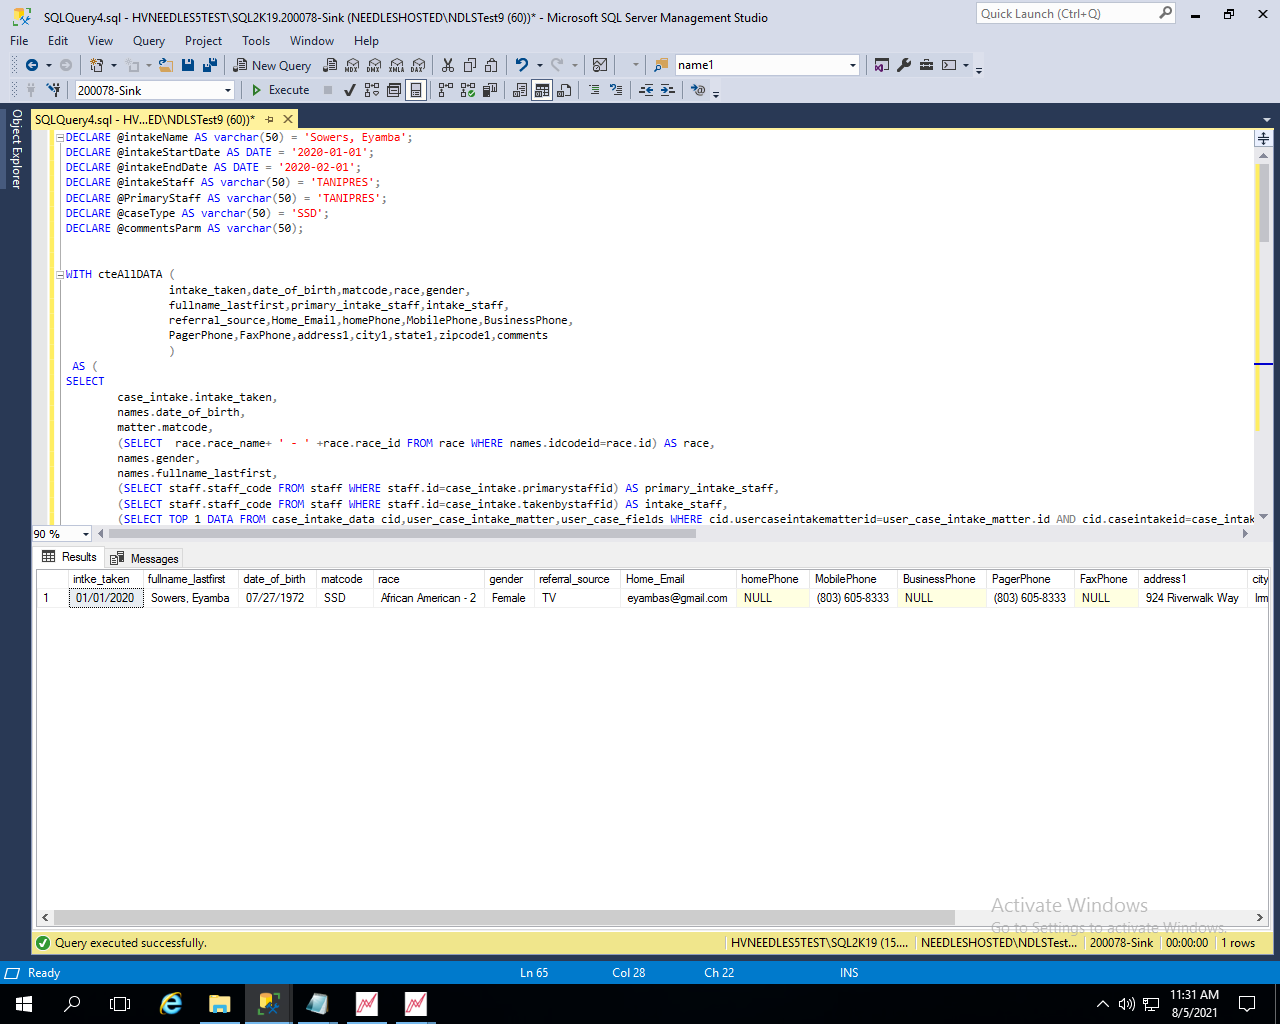 SQLQuery4.sql - HVNEEDLES5TEST\SQL2K19.200078-Sink (NEEDLESHOSTED\NDLSTest9 (60))* - Microsoft SQL Server Management Studio
Quick Launch (Ctrl+Q)
File Edit View Query Project Tools Window Help
New Query MDX DMX XMLA DAX name1
200078-Sink Execute
Object Explorer
SQLQuery4.sql - HV...ED\NDLSTest9 (60))*
DECLARE @intakeName AS varchar(50) = 'Sowers, Eyamba';
DECLARE @intakeStartDate AS DATE = '2020-01-01';
DECLARE @intakeEndDate AS DATE = '2020-02-01';
DECLARE @intakeStaff AS varchar(50) = 'TANIPRES';
DECLARE @PrimaryStaff AS varchar(50) = 'TANIPRES';
DECLARE @caseType AS varchar(50) = 'SSD';
DECLARE @commentsParm AS varchar(50);
WITH cteAllDATA (
intake_taken,date_of_birth,matcode,race,gender,
fullname_lastfirst,primary_intake_staff,intake_staff,
referral_source,Home_Email,homePhone,MobilePhone,BusinessPhone,
PagerPhone,FaxPhone,address1,city1,state1,zipcode1,comments
)
AS (
SELECT
case_intake.intake_taken,
names.date_of_birth,
matter.matcode,
(SELECT race.race_name+ ' - ' +race.race_id FROM race WHERE names.idcodeid=race.id) AS race,
names.gender,
names.fullname_lastfirst,
(SELECT staff.staff_code FROM staff WHERE staff.id=case_intake.primarystaffid) AS primary_intake_staff,
(SELECT staff.staff_code FROM staff WHERE staff.id=case_intake.takenbystaffid) AS intake_staff,
(SELECT TOP 1 DATA FROM case_intake_data cid,user_case_intake_matter,user_case_fields WHERE cid.usercaseintakematterid=user_case_intake_matter.id AND cid.caseintakeid=case_intak
90 %
Results Messages
intke_taken fullname_lastfirst date_of_birth matcode race gender referral_source Home_Email homePhone MobilePhone BusinessPhone PagerPhone FaxPhone address1 city
1 01/01/2020 Sowers, Eyamba 07/27/1972 SSD African American - 2 Female TV eyambas@gmail.com NULL (803) 605-8333 NULL (803) 605-8333 NULL 924 Riverwalk Way Irm
Activate Windows
Go to Settings to activate Windows.
Query executed successfully. HVNEEDLES5TEST\SQL2K19 (15.... NEEDLESHOSTED\NDLSTest... 200078-Sink 00:00:00 1 rows
Ready Ln 65 Col 28 Ch 22 INS
11:31 AM
8/5/2021